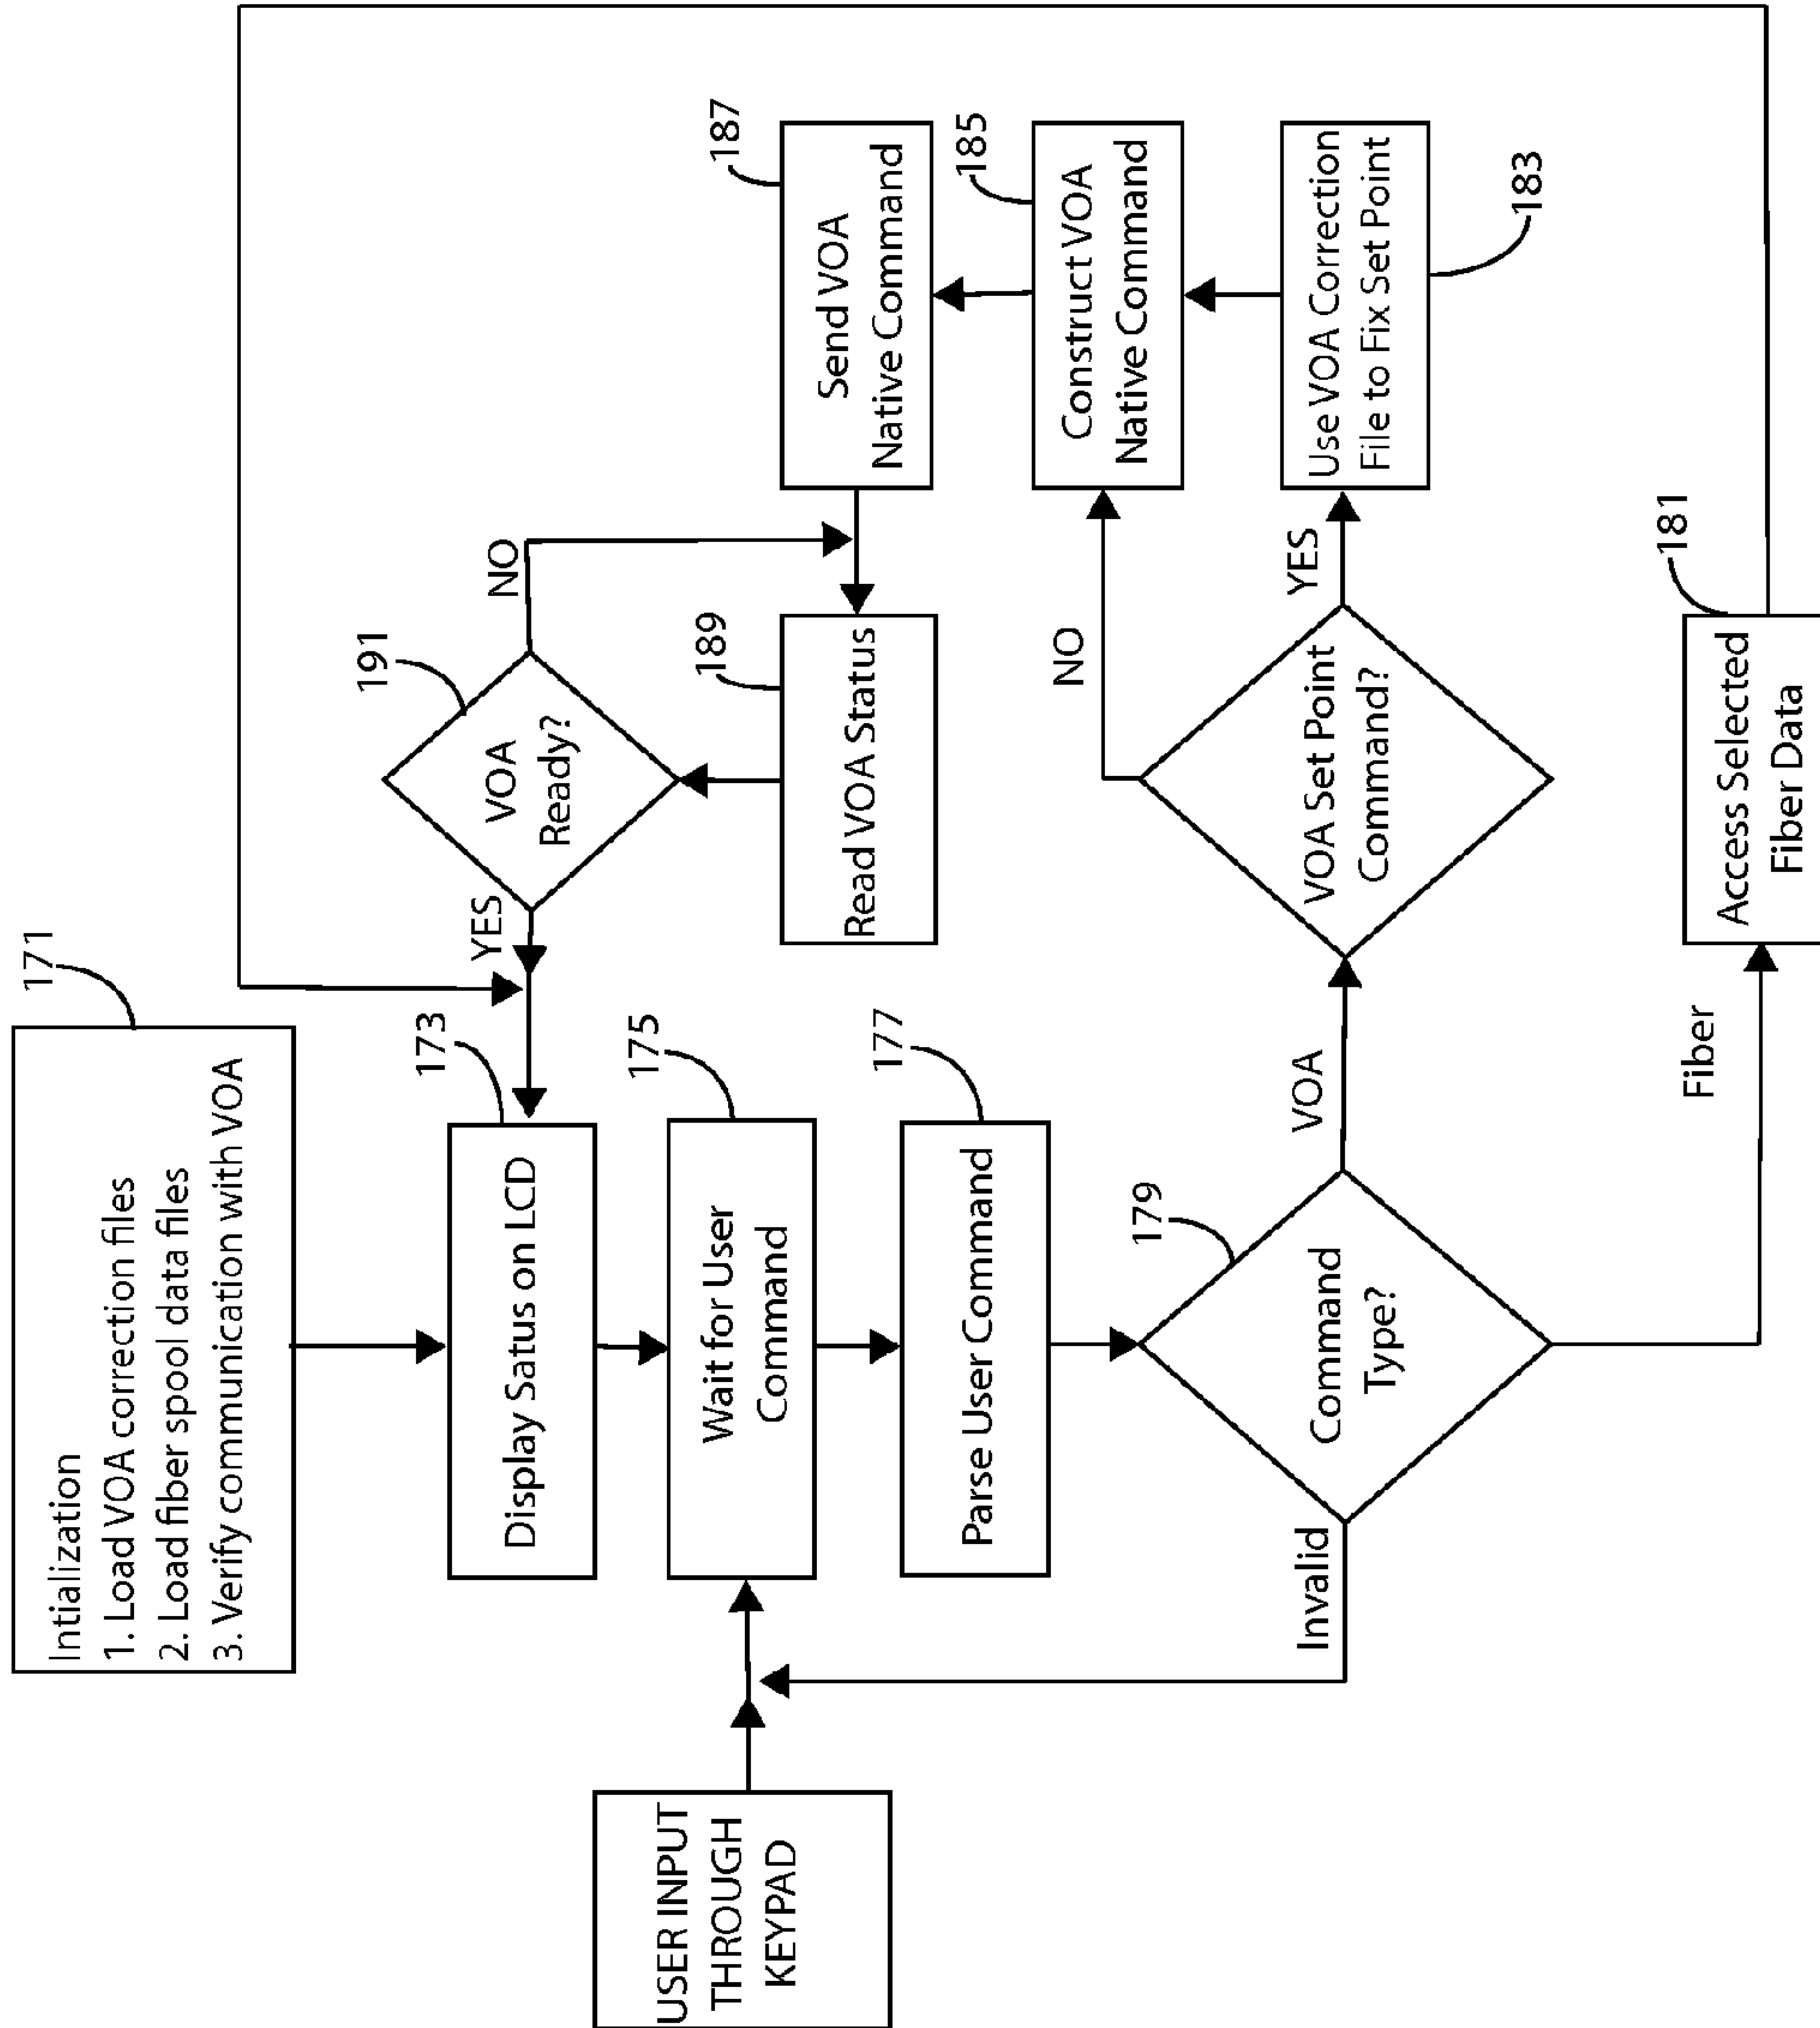 Intialization
1. Load VOA correction files
2. Load fiber spool data files
3. Verify communication with VOA
171
Display Satus on LCD
173
USER INPUT
THROUGH
KEYPAD
Wait for User
Command
175
Parse User Command
177
Command
Type?
179
Invalid
VOA
Fiber
VOA
Ready?
191
YES
NO
Read VOA Status
189
Send VOA
Native Command
187
Construct VOA
Native Command
185
VOA Set Point
Command?
NO
YES
Use VOA Correction
File to Fix Set Point
183
Access Selected
Fiber Data
181